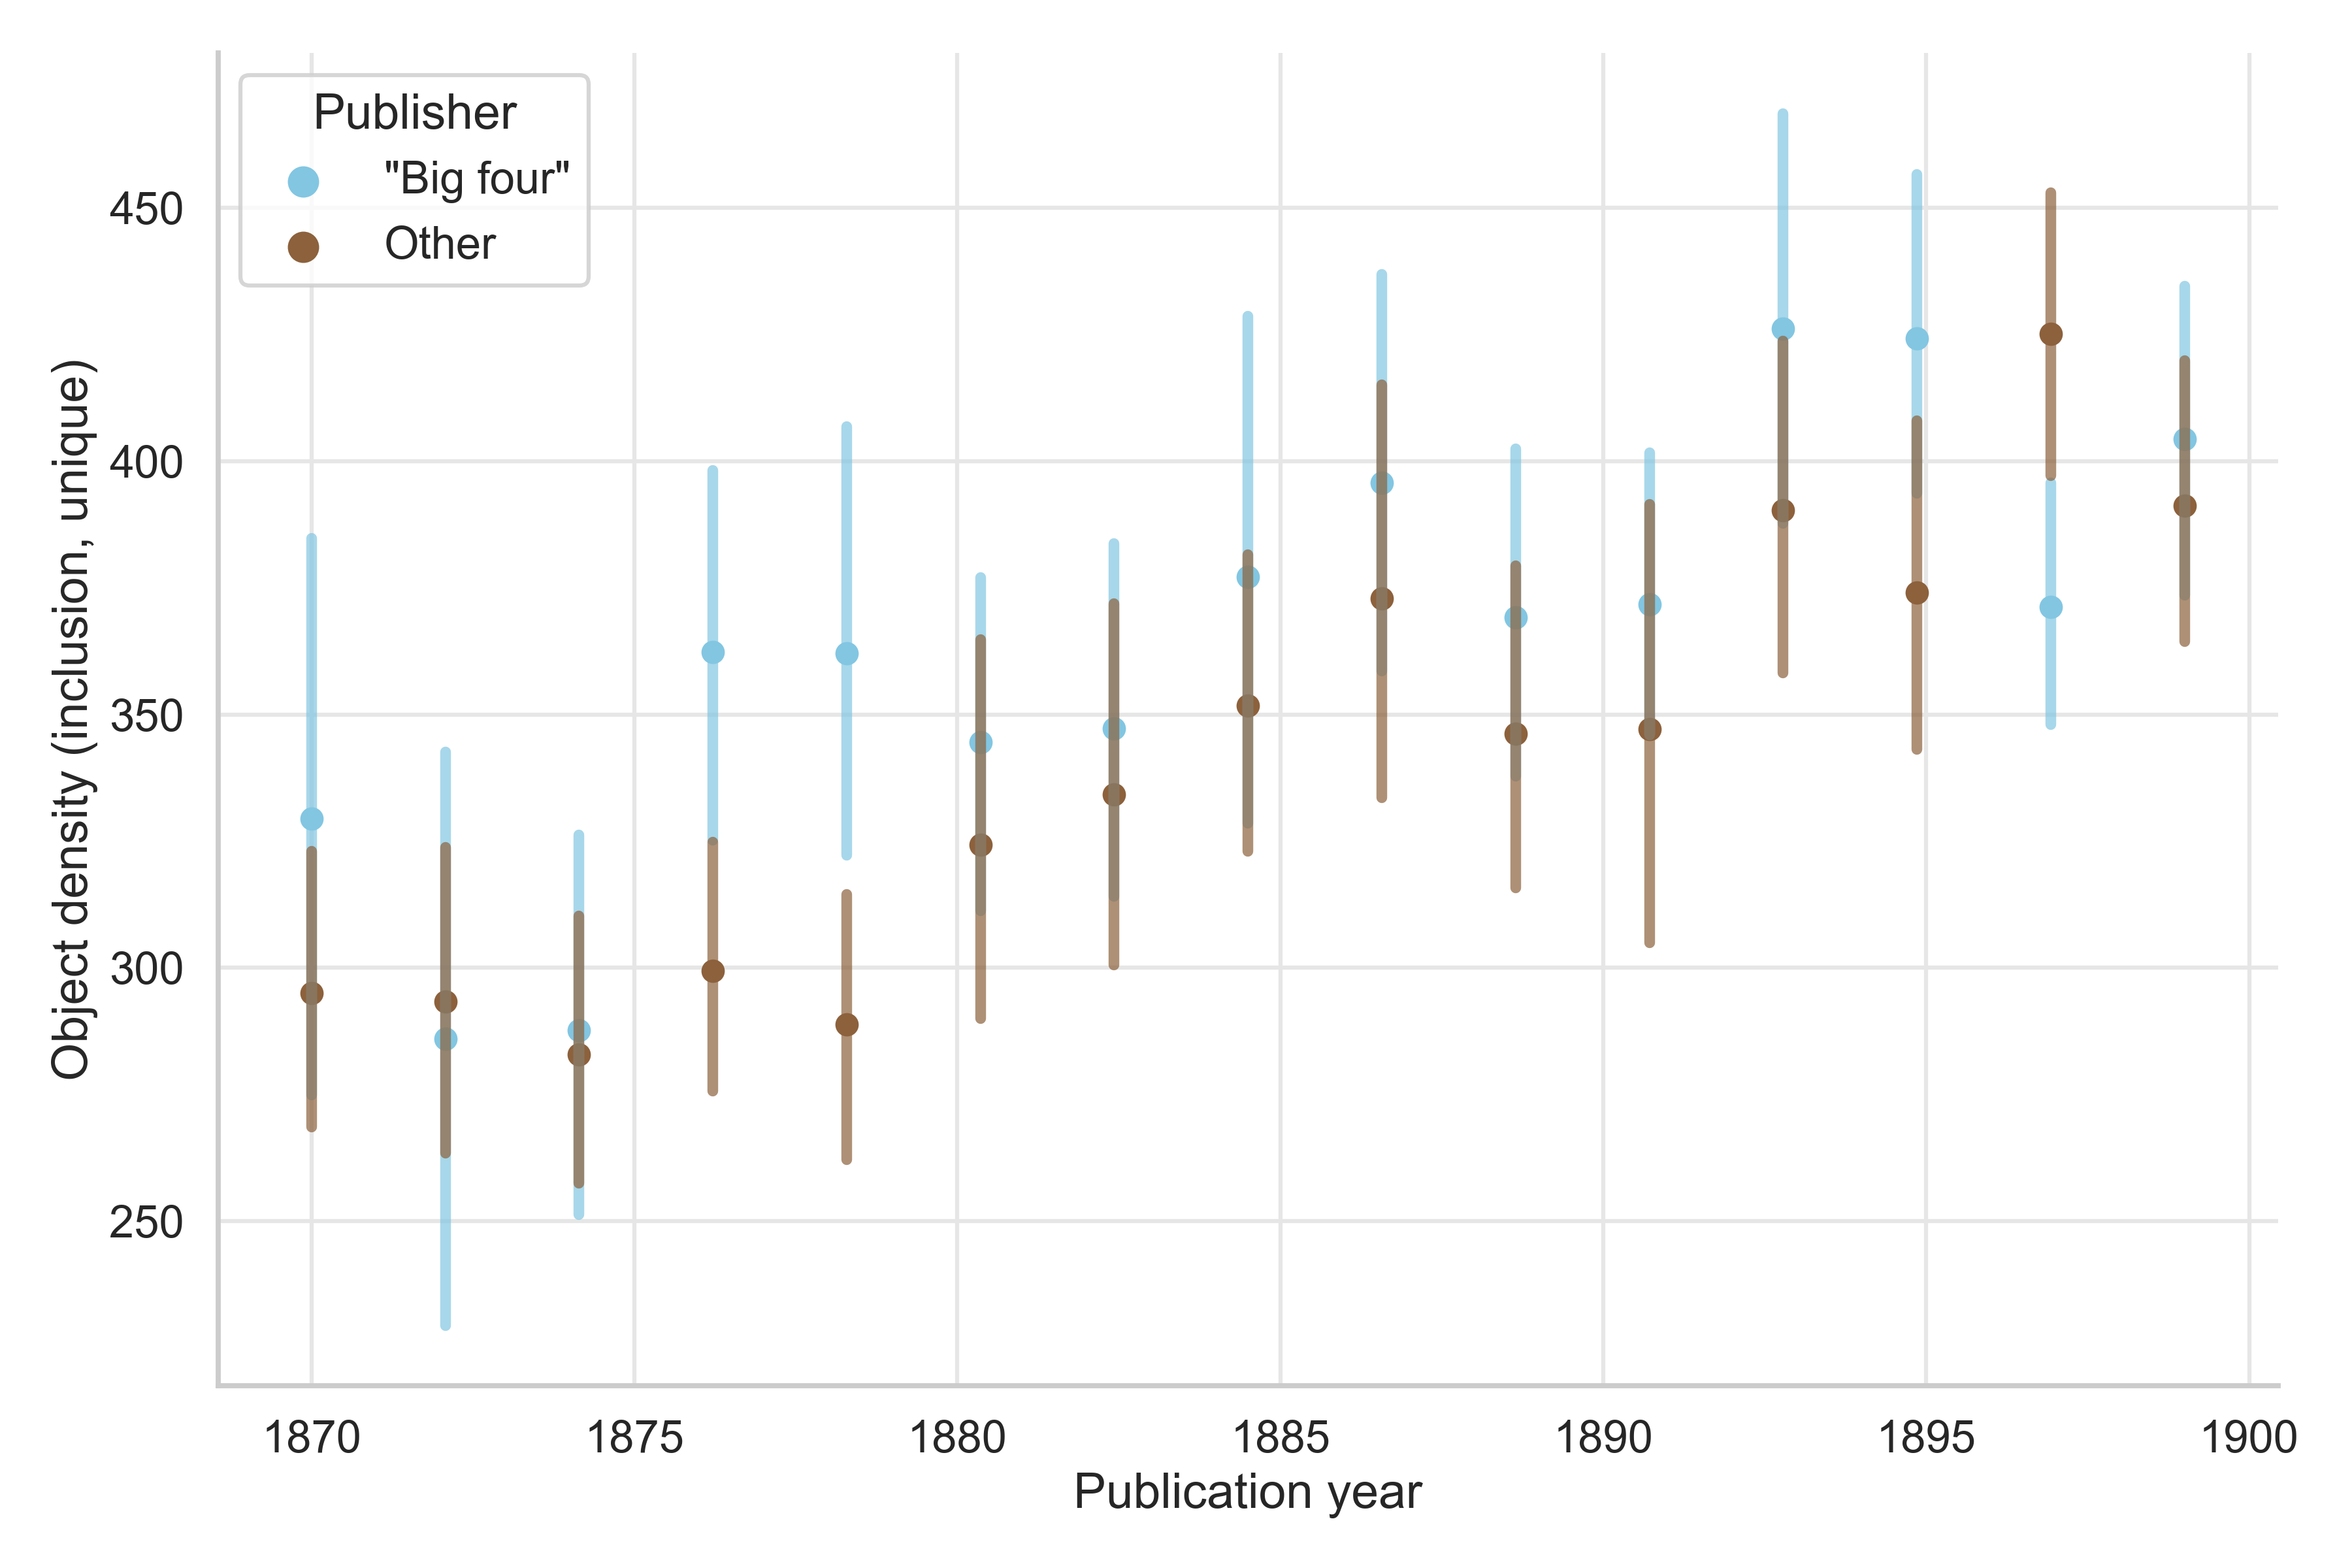 Publisher
"Big four"
Other
Object density (inclusion, unique)
450
400
350
300
250
1870 1875 1880 1885 1890 1895 1900
Publication year